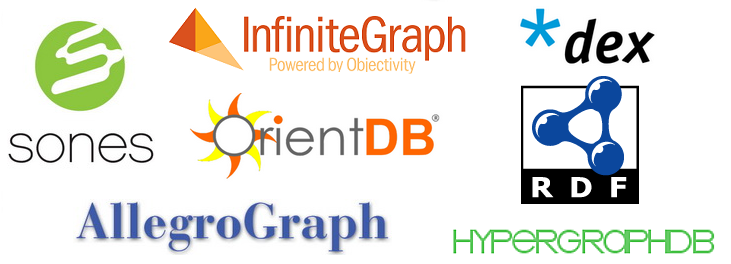 InfiniteGraph
Powered by Objectivity
*dex
sones
OrientDB®
RDF
AllegroGraph
HYPERGRAPHDB